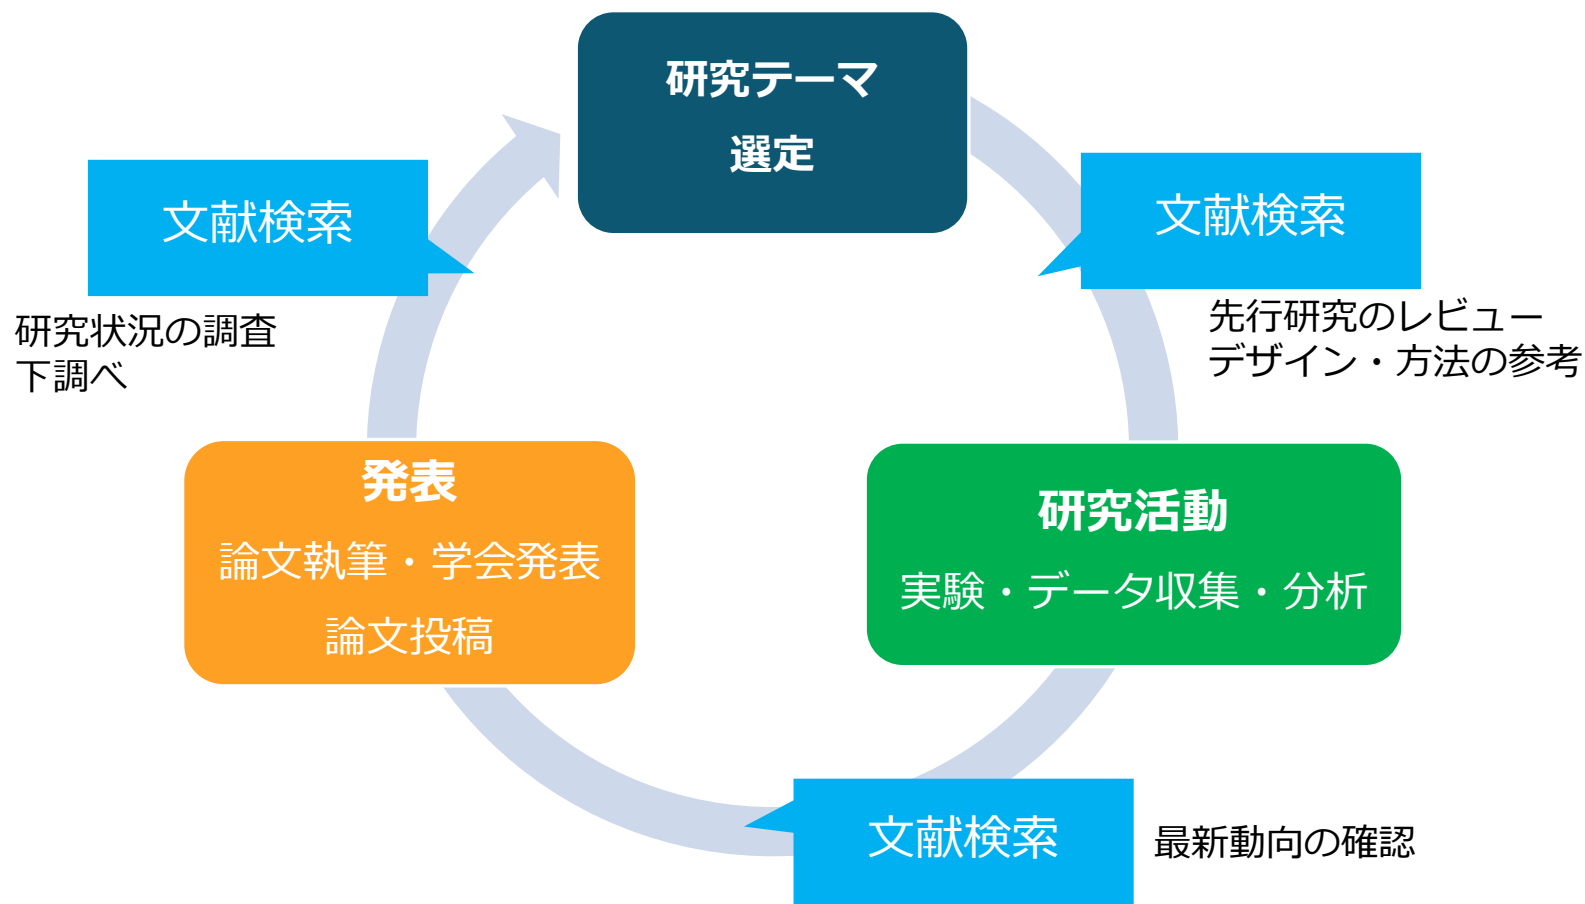 研究テーマ
選定
文献検索
先行研究のレビュー
デザイン・方法の参考
研究活動
実験・データ収集・分析
文献検索
最新動向の確認
発表
論文執筆・学会発表
論文投稿
文献検索
研究状況の調査
下調べ